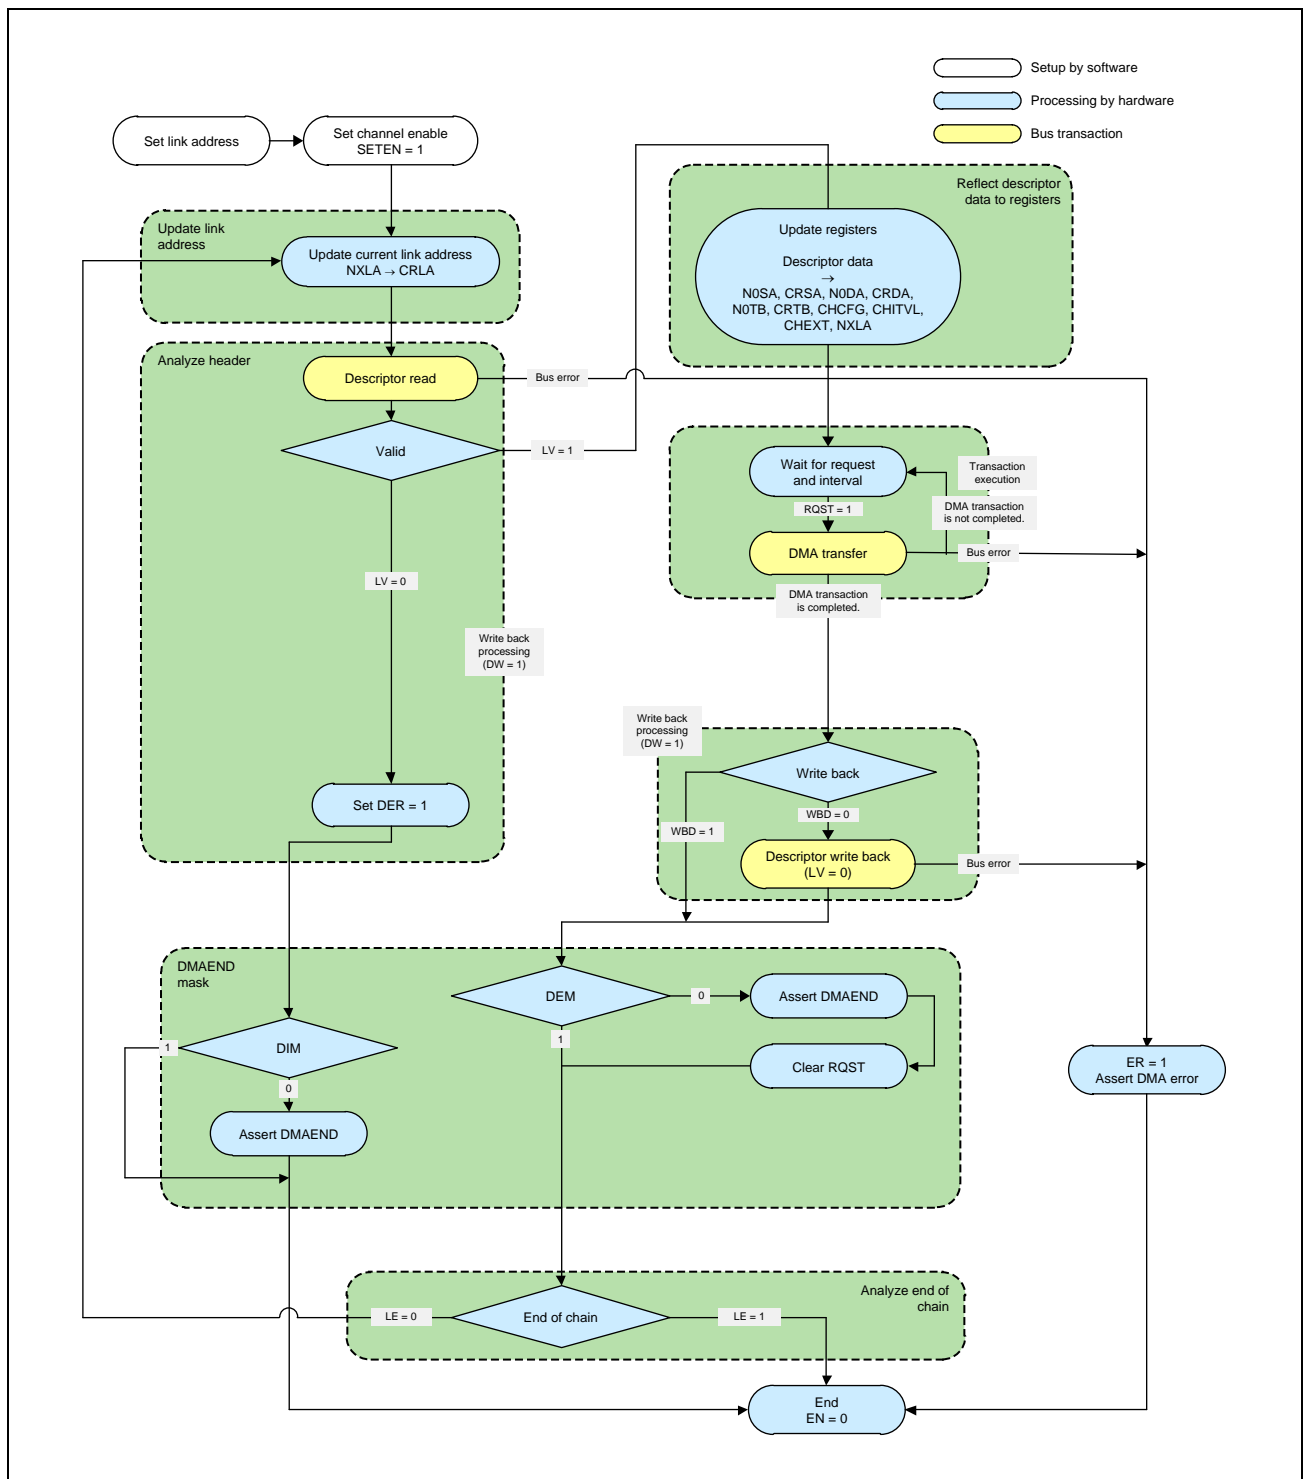 Setup by software
Processing by hardware
Bus transaction
Set link address
Set channel enable
SETEN = 1
Reflect descriptor
data to registers
Update link
address
Update current link address
NXLA → CRLA
Update registers
Descriptor data
→
N0SA, CRSA, N0DA, CRDA,
N0TB, CRTB, CHCFG, CHITVL,
CHEXT, NXLA
Analyze header
Descriptor read
Bus error
Valid
LV = 1
Wait for request
and interval
Transaction
execution
RQST = 1
DMA transaction
is not completed.
DMA transfer
Bus error
LV = 0
DMA transaction
is completed.
Write back
processing
(DW = 1)
Write back
processing
(DW = 1)
Write back
Set DER = 1
WBD = 0
WBD = 1
Descriptor write back
(LV = 0)
Bus error
DMAEND
mask
DEM
0
Assert DMAEND
1
DIM
1
Clear RQST
ER = 1
Assert DMA error
0
Assert DMAEND
Analyze end of
chain
LE = 0
End of chain
LE = 1
End
EN = 0